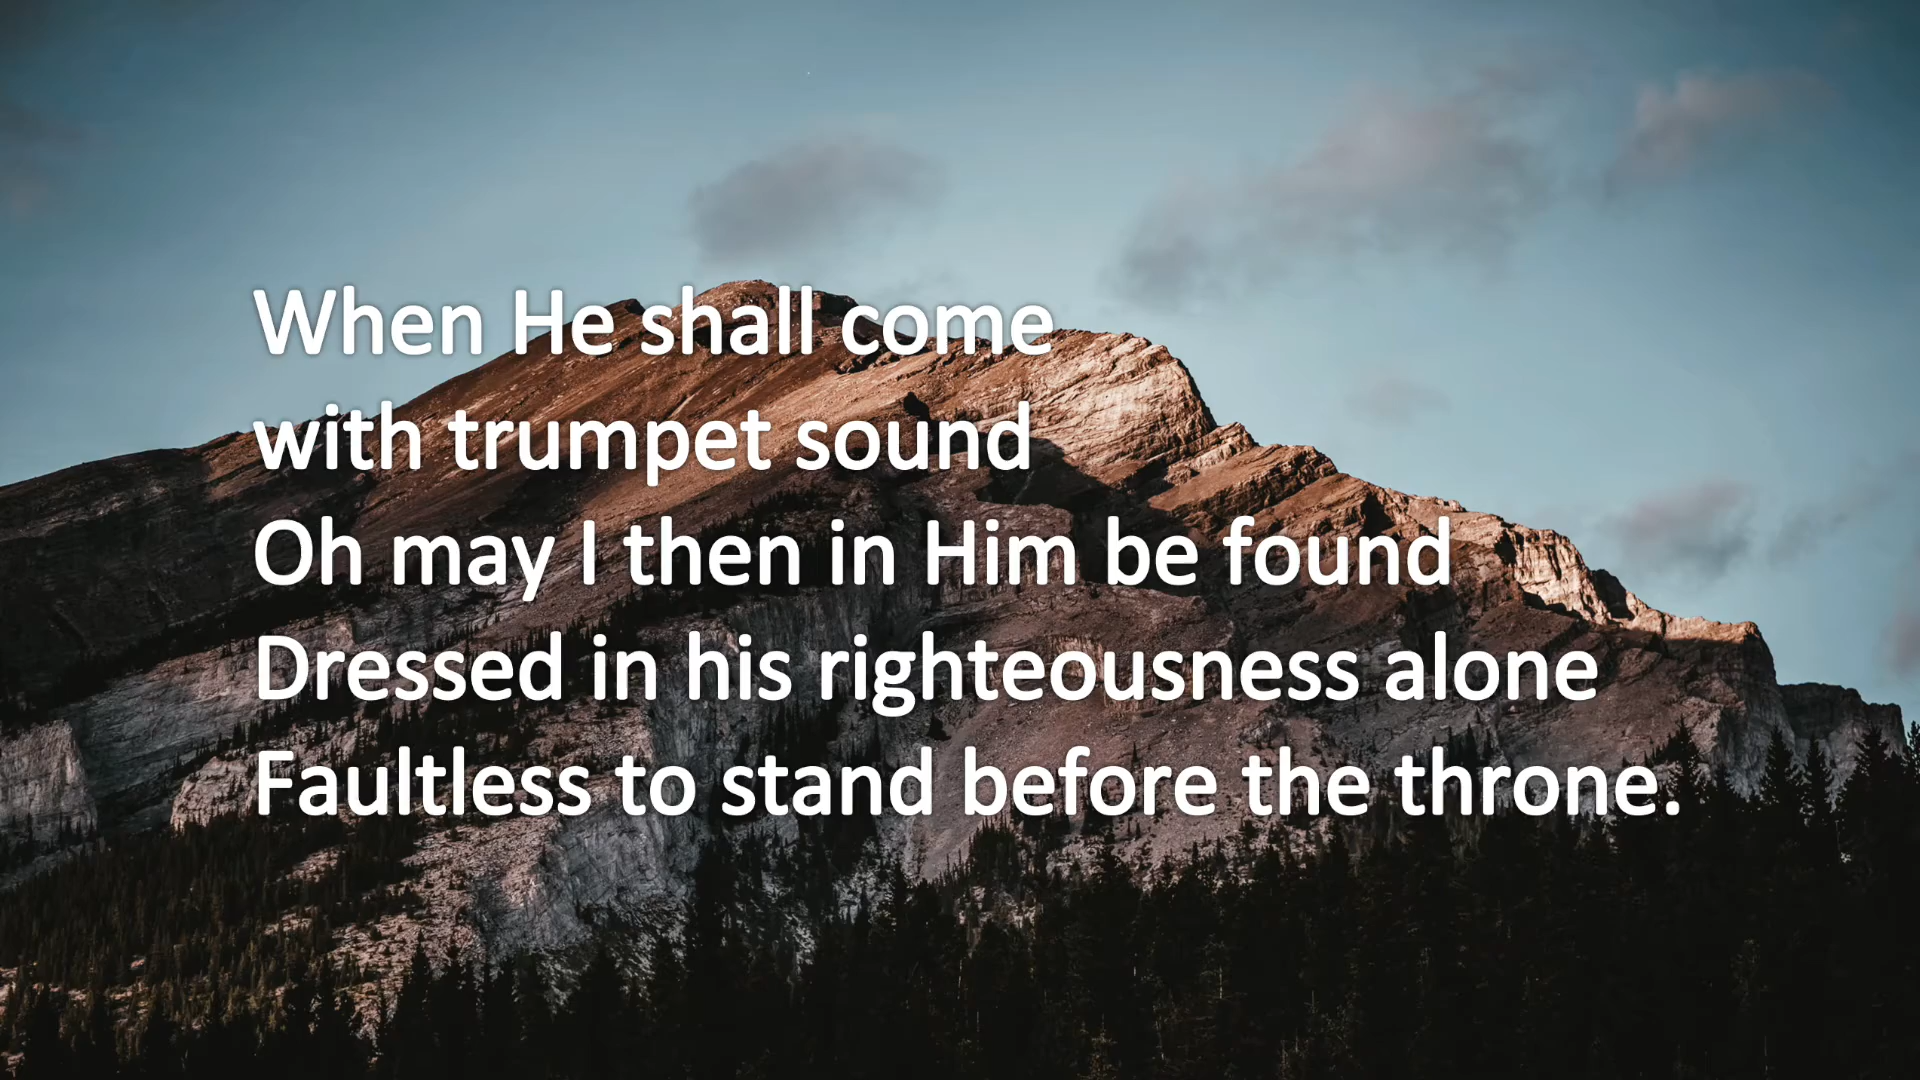 When He shall come
with trumpet sound
Oh may I then in Him be found
Dressed in his righteousness alone
Faultless to stand before the throne.